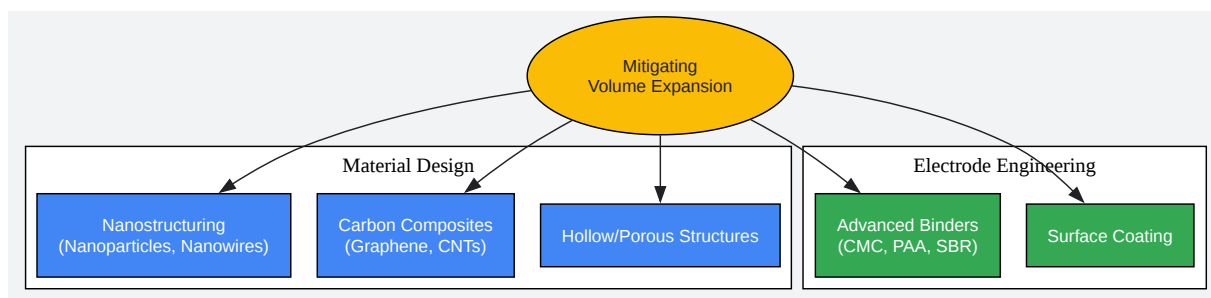 Mitigating
Volume Expansion
Material Design
Electrode Engineering
Nanostructuring
(Nanoparticles, Nanowires)
Carbon Composites
(Graphene, CNTs)
Hollow/Porous Structures
Advanced Binders
(CMC, PAA, SBR)
Surface Coating